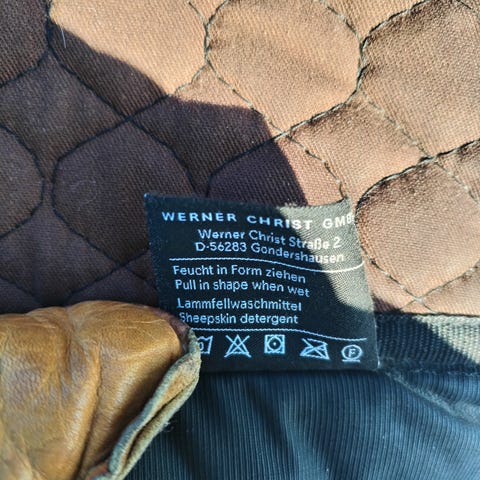 WERNER CHRIST GMB
Werner Christ Straße 2
D-56283 Gondershausen
Feucht in Form ziehen
Pull in shape when wet
Lammfellwaschmittel
Sheepskin detergent
F